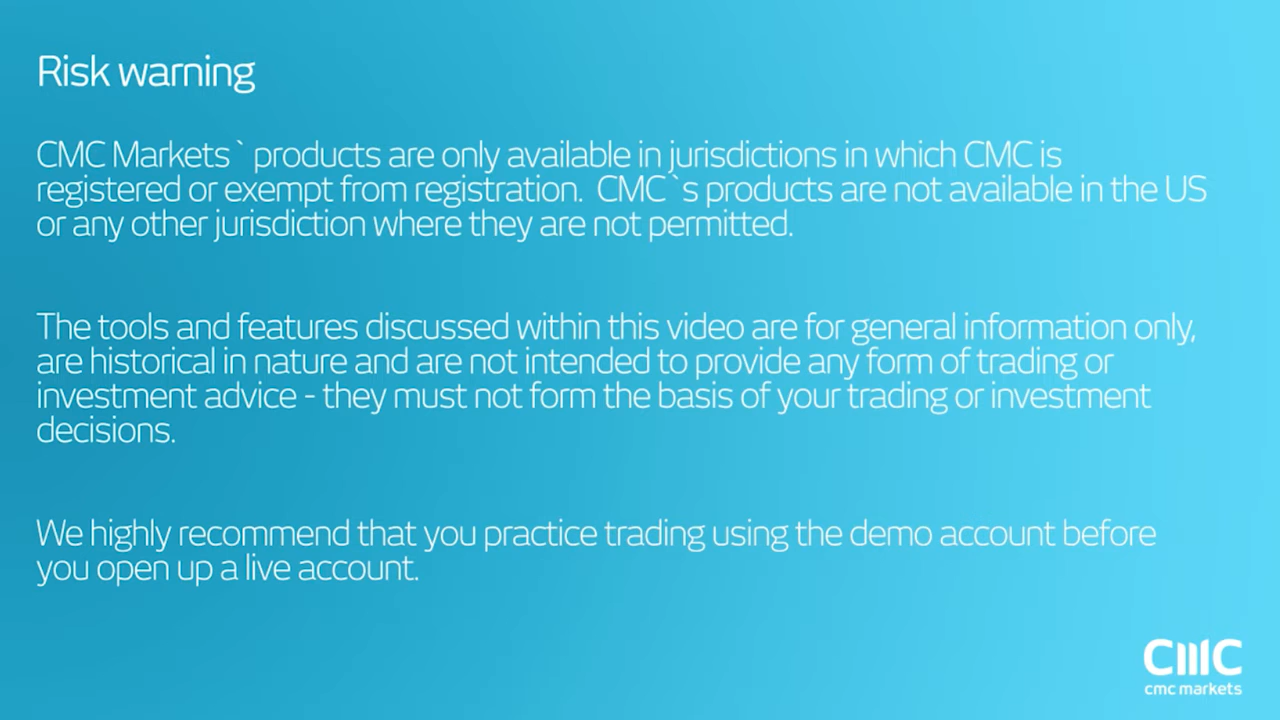 Risk warning
CMC Markets` products are only available in jurisdictions in which CMC is
registered or exempt from registration.  CMC`s products are not available in the US
or any other jurisdiction where they are not permitted.
The tools and features discussed within this video are for general information only,
are historical in nature and are not intended to provide any form of trading or
investment advice - they must not form the basis of your trading or investment
decisions.
We highly recommend that you practice trading using the demo account before
you open up a live account.
CMC
cmc markets